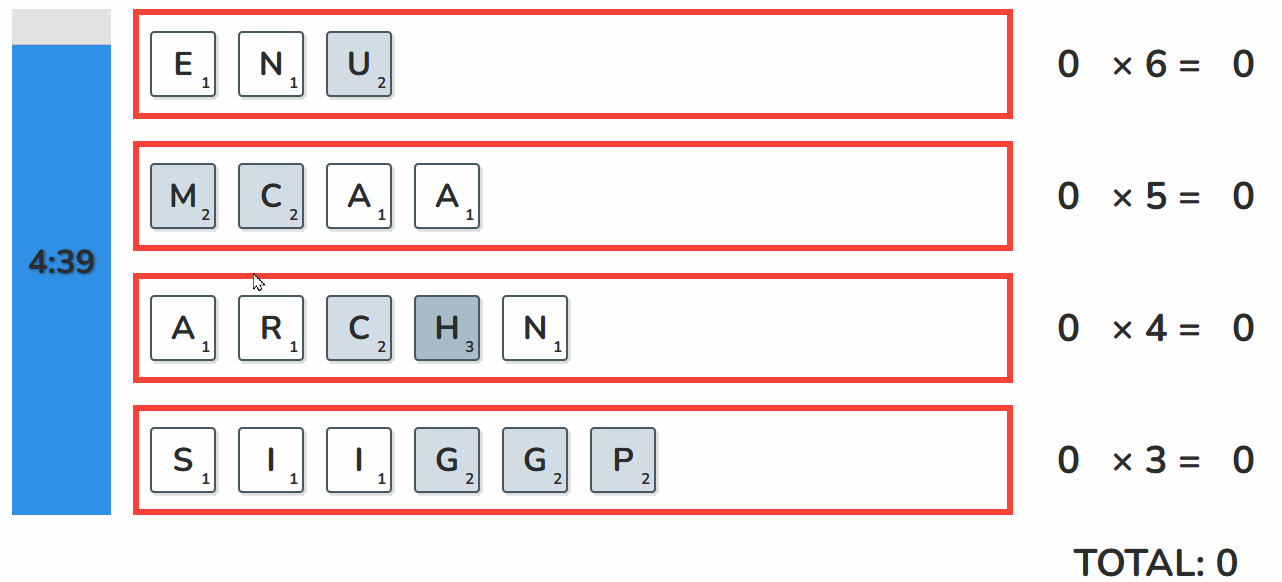 E 1 N 1 U 2 0 × 6 = 0
M 2 C 2 A 1 A 1 0 × 5 = 0
4:39
A 1 R 1 C 2 H 3 N 1 0 × 4 = 0
S 1 I 1 I 1 G 2 G 2 P 2 0 × 3 = 0
TOTAL: 0